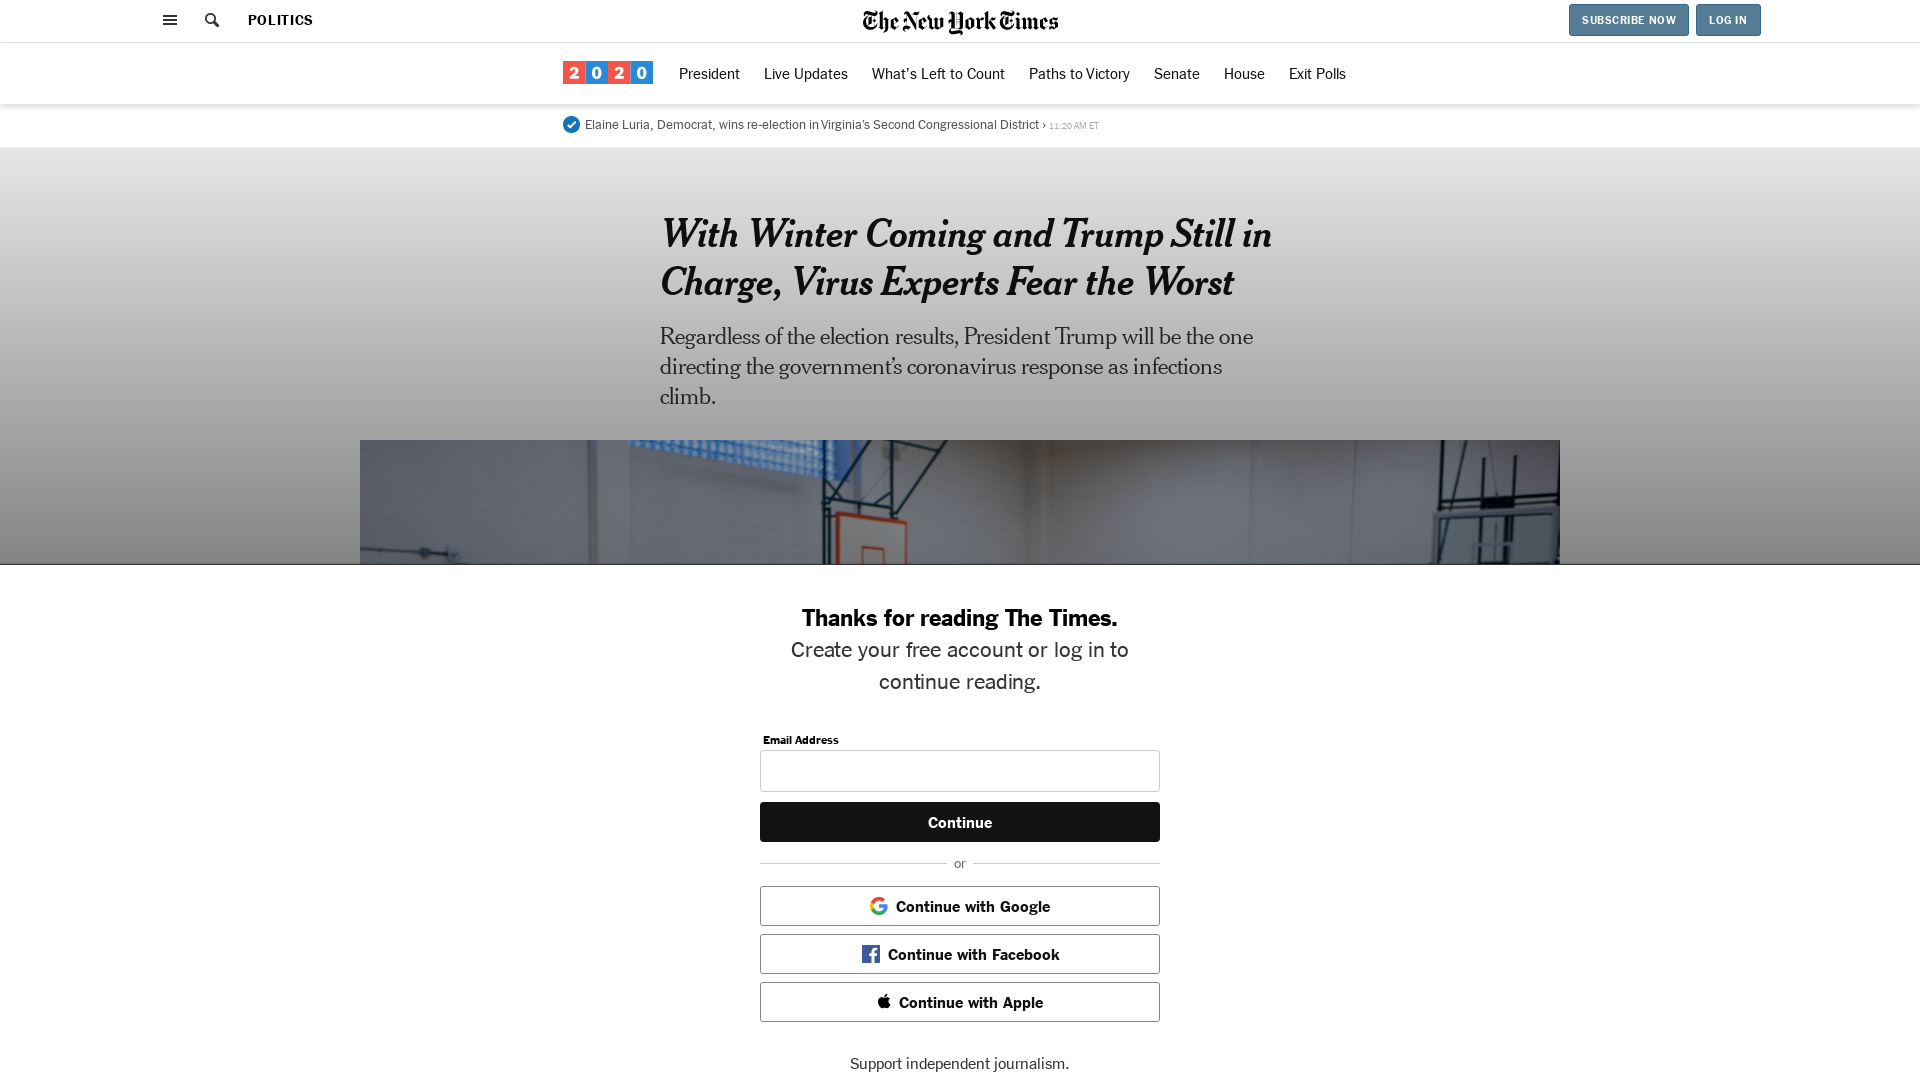 POLITICS
The New York Times
SUBSCRIBE NOW
LOG IN
2020
President
Live Updates
What's Left to Count
Paths to Victory
Senate
House
Exit Polls
Elaine Luria, Democrat, wins re-election in Virginia’s Second Congressional District › 11:20 AM ET
With Winter Coming and Trump Still in
Charge, Virus Experts Fear the Worst
Regardless of the election results, President Trump will be the one
directing the government’s coronavirus response as infections
climb.
Thanks for reading The Times.
Create your free account or log in to
continue reading.
Email Address
Continue
or
Continue with Google
Continue with Facebook
Continue with Apple
Support independent journalism.